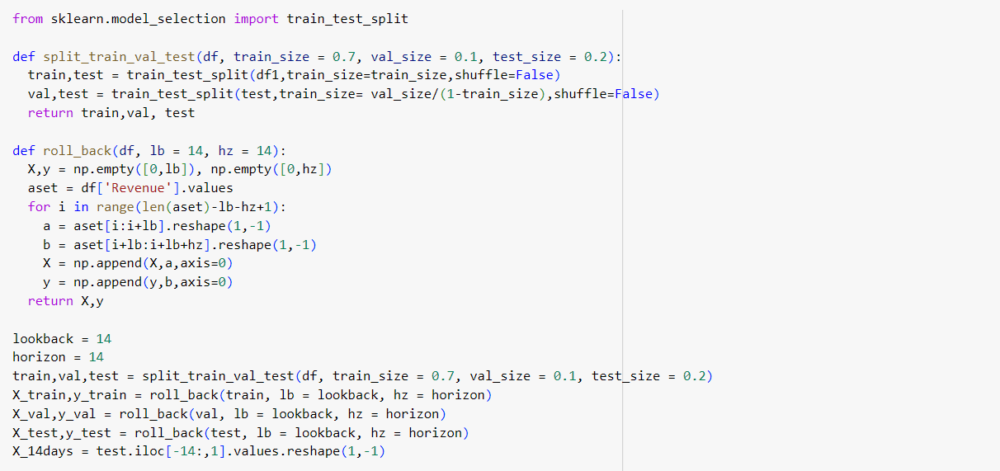 from sklearn.model_selection import train_test_split
def split_train_val_test(df, train_size = 0.7, val_size = 0.1, test_size = 0.2):
train,test = train_test_split(df1,train_size=train_size,shuffle=False)
val,test = train_test_split(test,train_size= val_size/(1-train_size),shuffle=False)
return train,val, test
def roll_back(df, lb = 14, hz = 14):
X,y = np.empty([0,lb]), np.empty([0,hz])
aset = df['Revenue'].values
for i in range(len(aset)-lb-hz+1):
a = aset[i:i+lb].reshape(1,-1)
b = aset[i+lb:i+lb+hz].reshape(1,-1)
X = np.append(X,a,axis=0)
y = np.append(y,b,axis=0)
return X,y
lookback = 14
horizon = 14
train,val,test = split_train_val_test(df, train_size = 0.7, val_size = 0.1, test_size = 0.2)
X_train,y_train = roll_back(train, lb = lookback, hz = horizon)
X_val,y_val = roll_back(val, lb = lookback, hz = horizon)
X_test,y_test = roll_back(test, lb = lookback, hz = horizon)
X_14days = test.iloc[-14:,1].values.reshape(1,-1)